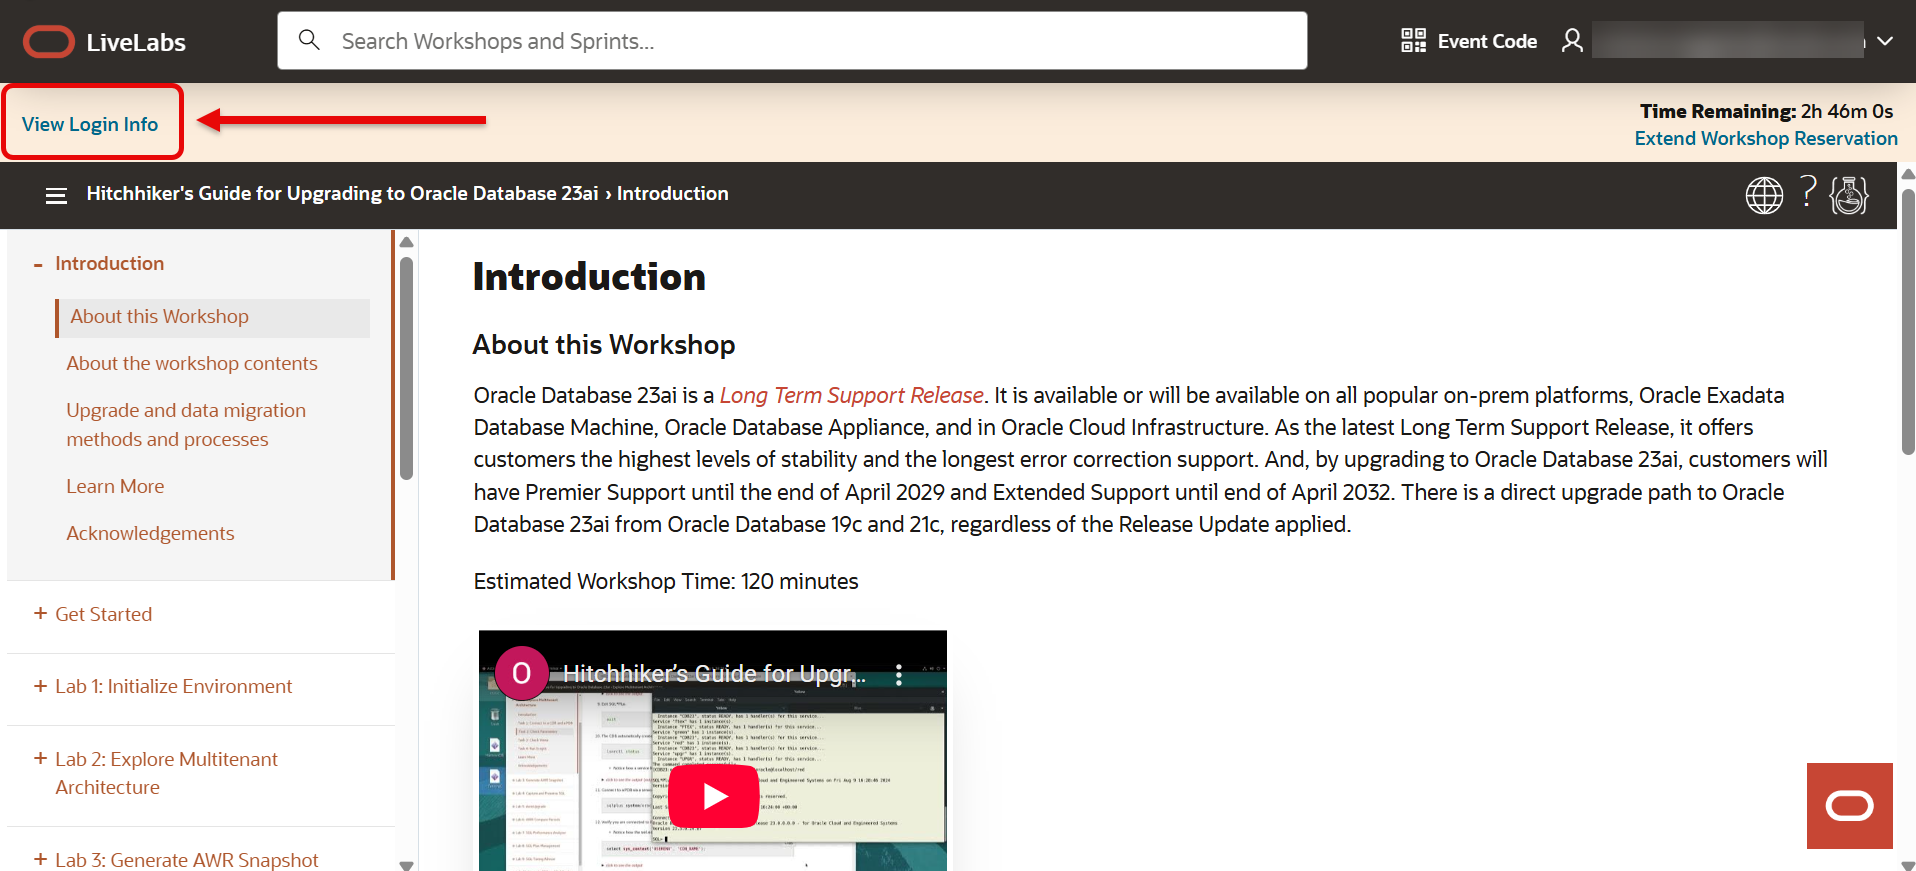 LiveLabs
Search Workshops and Sprints...
Event Code
View Login Info
Time Remaining: 2h 46m 0s
Extend Workshop Reservation
Hitchhiker's Guide for Upgrading to Oracle Database 23ai › Introduction
- Introduction
About this Workshop
About the workshop contents
Upgrade and data migration
methods and processes
Learn More
Acknowledgements
+ Get Started
+ Lab 1: Initialize Environment
+ Lab 2: Explore Multitenant
Architecture
+ Lab 3: Generate AWR Snapshot
Introduction
About this Workshop
Oracle Database 23ai is a Long Term Support Release. It is available or will be available on all popular on-prem platforms, Oracle Exadata
Database Machine, Oracle Database Appliance, and in Oracle Cloud Infrastructure. As the latest Long Term Support Release, it offers
customers the highest levels of stability and the longest error correction support. And, by upgrading to Oracle Database 23ai, customers will
have Premier Support until the end of April 2029 and Extended Support until end of April 2032. There is a direct upgrade path to Oracle
Database 23ai from Oracle Database 19c and 21c, regardless of the Release Update applied.
Estimated Workshop Time: 120 minutes
O
Hitchhiker's Guide for Upgr...